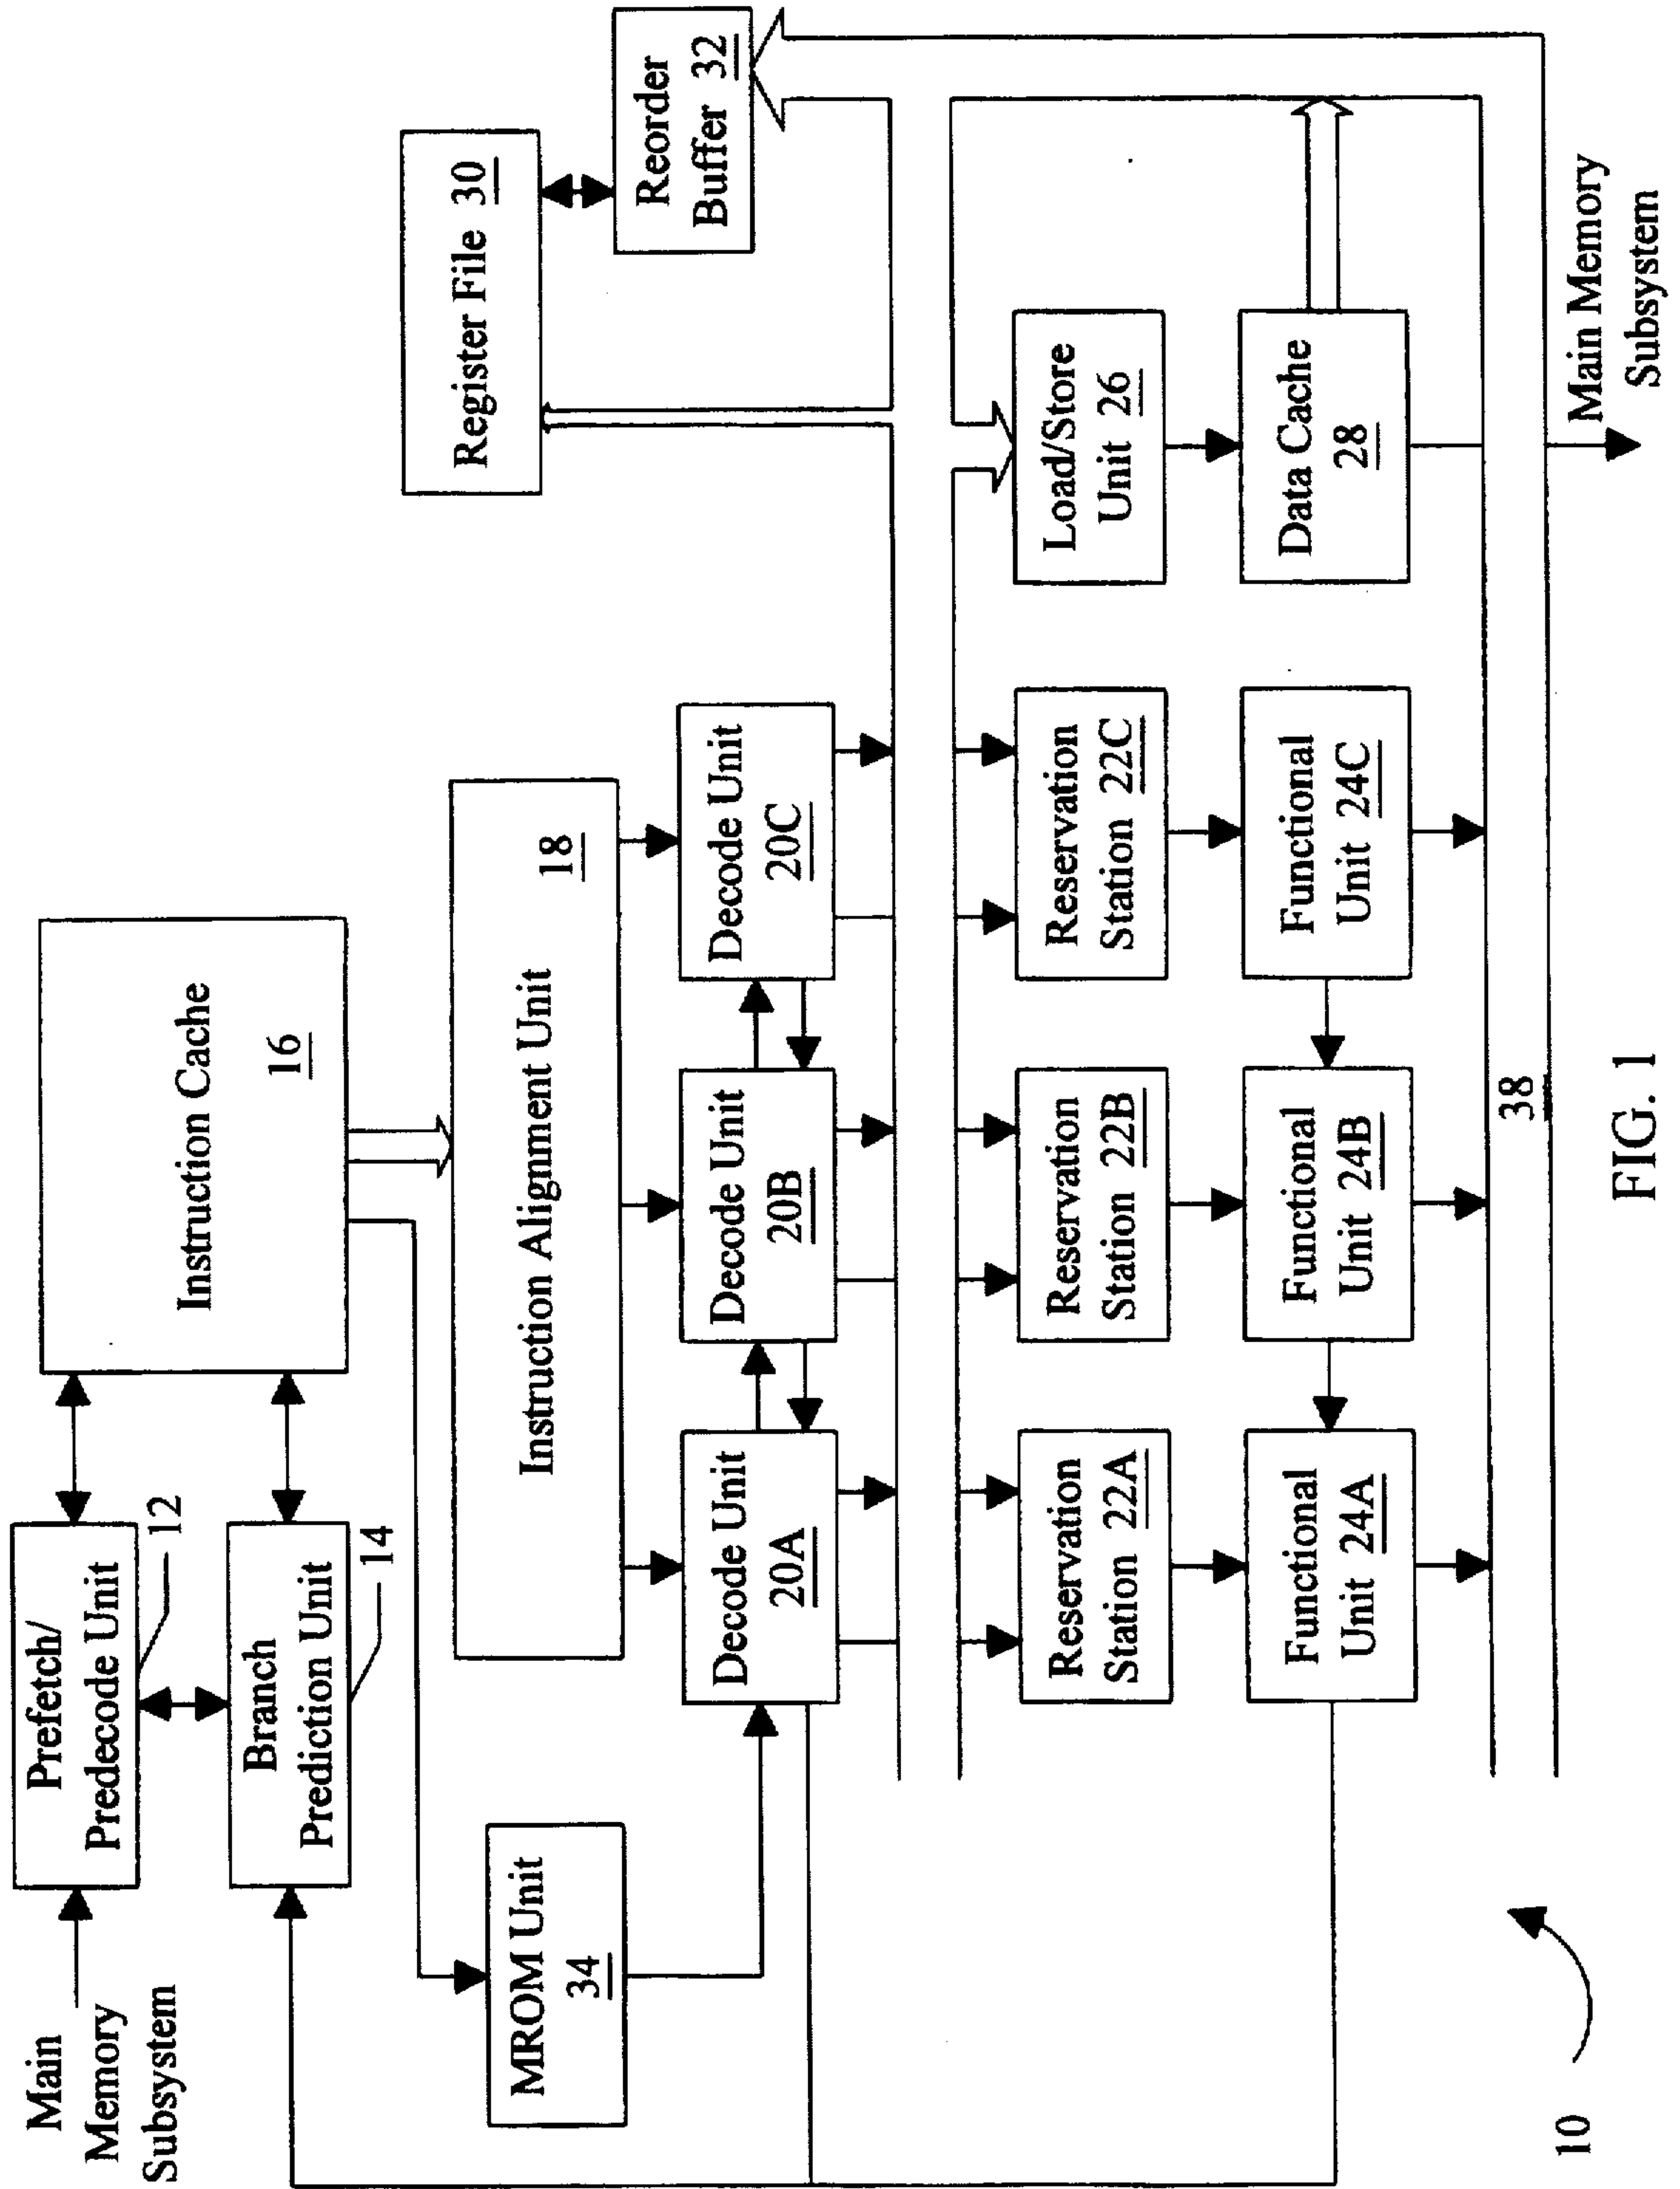 Main
Memory
Subsystem
Prefetch/
Predecode Unit
12
Branch
Prediction Unit
14
Instruction Cache
16
MROM Unit
34
Instruction Alignment Unit
18
Register File 30
Reorder
Buffer 32
Decode Unit
20A
Decode Unit
20B
Decode Unit
20C
Reservation
Station 22A
Reservation
Station 22B
Reservation
Station 22C
Load/Store
Unit 26
Functional
Unit 24A
Functional
Unit 24B
Functional
Unit 24C
Data Cache
28
38
Main Memory
Subsystem
10
FIG. 1